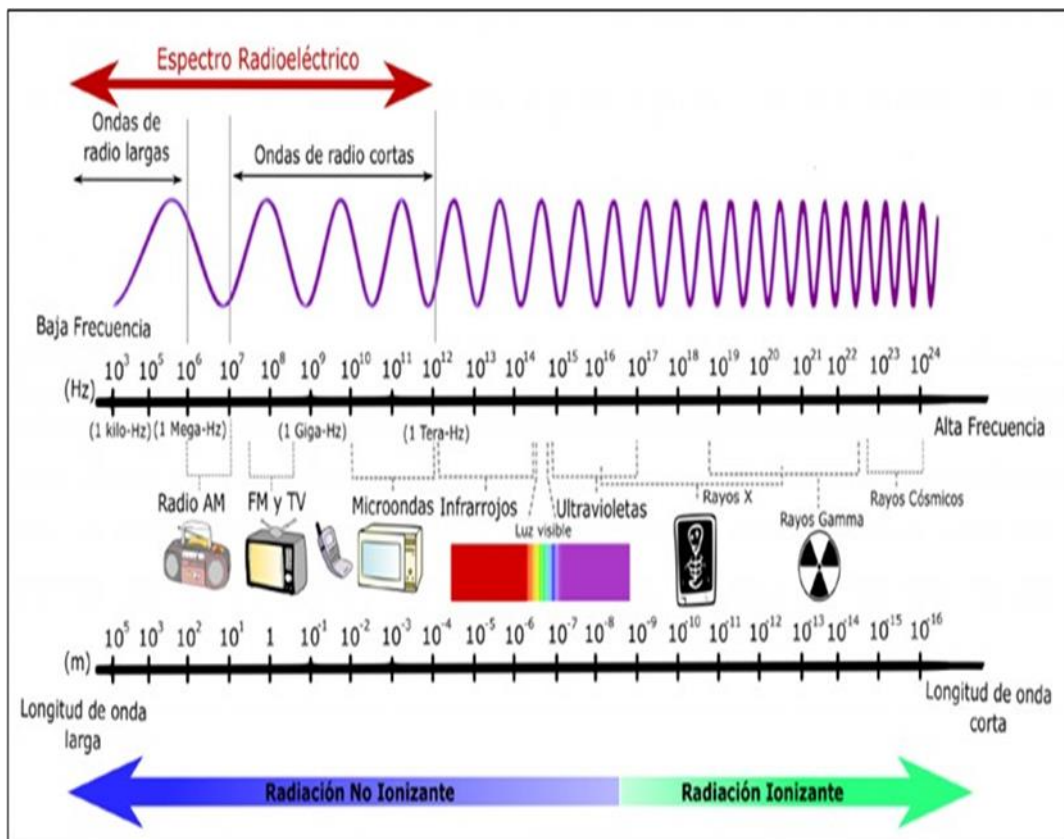 Espectro Radioeléctrico
Ondas de
radio largas
Ondas de radio cortas
Baja Frecuencia
(Hz) 10³ 10⁵ 10⁶ 10⁷ 10⁸ 10⁹ 10¹⁰ 10¹¹ 10¹² 10¹³ 10¹⁴ 10¹⁵ 10¹⁶ 10¹⁷ 10¹⁸ 10¹⁹ 10²⁰ 10²¹ 10²² 10²³ 10²⁴
(1 kilo-Hz) (1 Mega-Hz) (1 Giga-Hz) (1 Tera-Hz)
Alta Frecuencia
Radio AM FM y TV Microondas Infrarrojos Ultravioletas Rayos X Rayos Cósmicos
Luz visible
Rayos Gamma
(m) 10⁵ 10³ 10² 10¹ 1 10⁻¹ 10⁻² 10⁻³ 10⁻⁴ 10⁻⁵ 10⁻⁶ 10⁻⁷ 10⁻⁸ 10⁻⁹ 10⁻¹⁰ 10⁻¹¹ 10⁻¹² 10⁻¹³ 10⁻¹⁴ 10⁻¹⁵ 10⁻¹⁶
Longitud de onda
larga
Longitud de onda
corta
Radiación No Ionizante
Radiación Ionizante